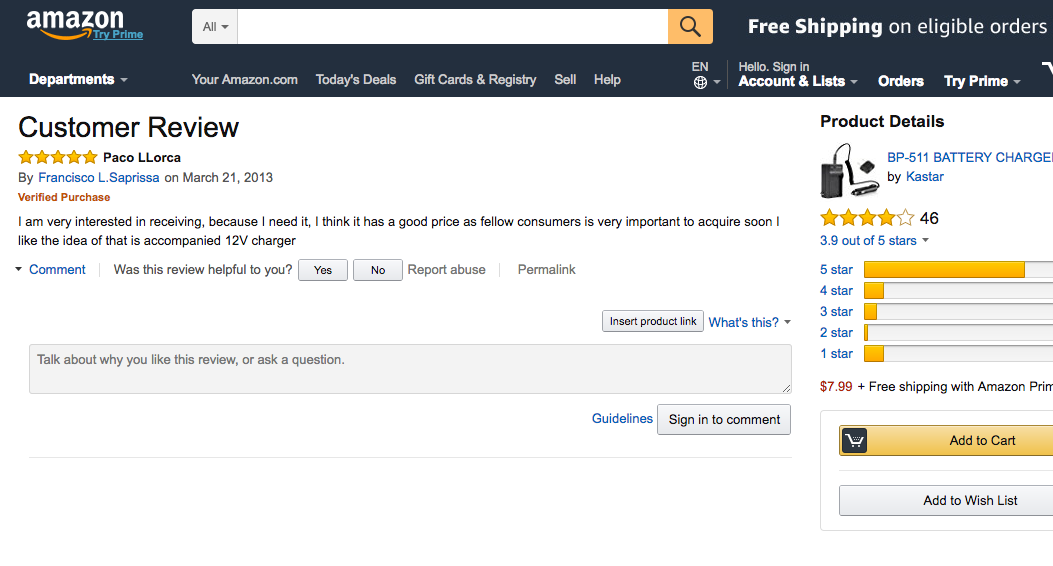 amazon
Try Prime
All
Free Shipping on eligible orders
Departments
Your Amazon.com Today's Deals Gift Cards & Registry Sell Help
EN
Hello. Sign in
Account & Lists
Orders
Try Prime
Customer Review
Paco LLorca
By Francisco L.Saprissa on March 21, 2013
Verified Purchase
I am very interested in receiving, because I need it, I think it has a good price as fellow consumers is very important to acquire soon I
like the idea of that is accompanied 12V charger
Comment
Was this review helpful to you? Yes No Report abuse Permalink
Insert product link What's this?
Talk about why you like this review, or ask a question.
Guidelines Sign in to comment
Product Details
BP-511 BATTERY CHARGE
by Kastar
46
3.9 out of 5 stars
5 star
4 star
3 star
2 star
1 star
$7.99 + Free shipping with Amazon Prim
Add to Cart
Add to Wish List